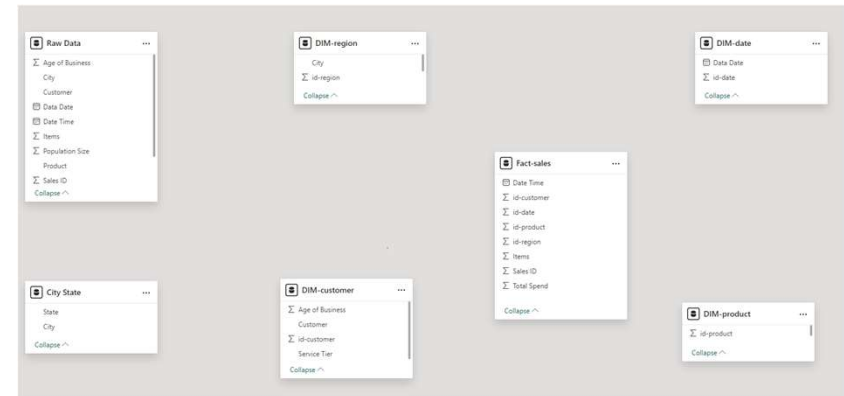 Raw Data
Age of Business
City
Customer
Data Date
Date Time
Items
Population Size
Product
Sales ID
Collapse
DIM-region
City
id-region
Collapse
DIM-date
Data Date
id-date
Collapse
Fact-sales
Date Time
id-customer
id-date
id-product
id-region
Items
Sales ID
Total Spend
Collapse
City State
State
City
Collapse
DIM-customer
Age of Business
Customer
id-customer
Service Tier
Collapse
DIM-product
id-product
Collapse